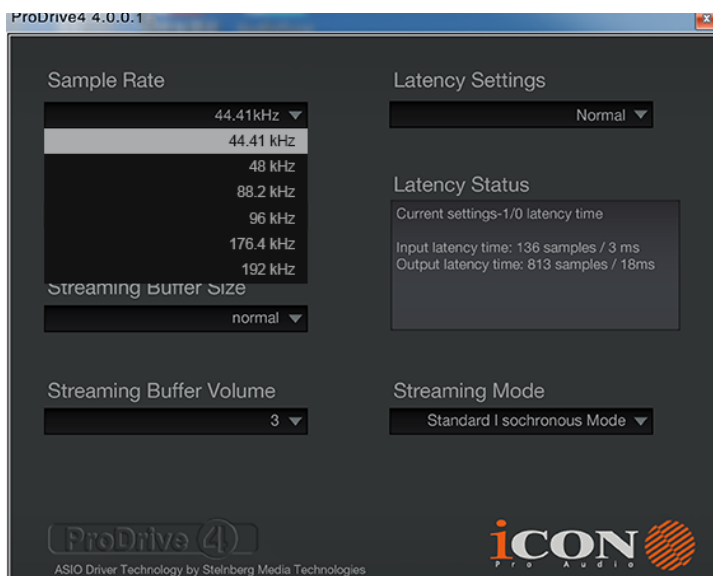 ProDrive4 4.0.0.1
Sample Rate
44.41kHz
44.41 kHz
48 kHz
88.2 kHz
96 kHz
176.4 kHz
192 kHz
Streaming Buffer Size
normal
Streaming Buffer Volume
3
Latency Settings
Normal
Latency Status
Current settings-1/0 latency time
Input latency time: 136 samples / 3 ms
Output latency time: 813 samples / 18ms
Streaming Mode
Standard I sochronous Mode
ProDrive 4
ASIO Driver Technology by Steinberg Media Technologies
iCON
Pro Audio